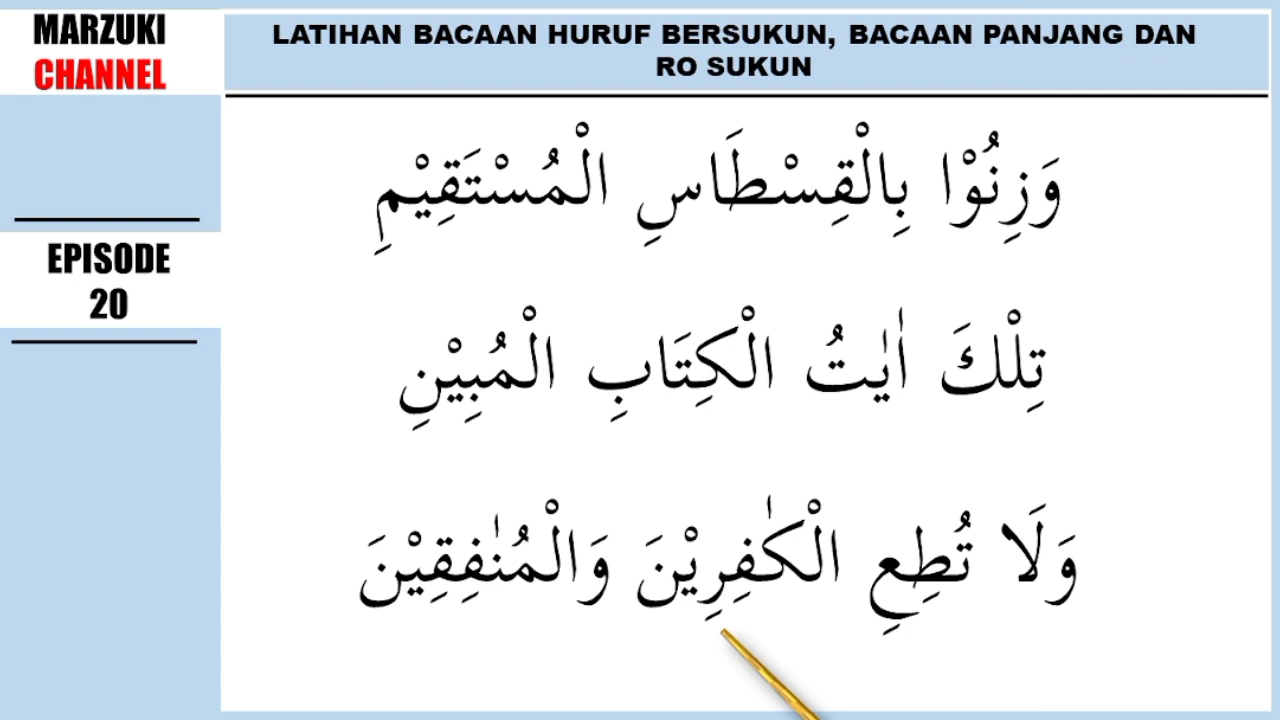 MARZUKI
CHANNEL
LATIHAN BACAAN HURUF BERSUKUN, BACAAN PANJANG DAN
RO SUKUN
وَزِنُوْا بِالْقِسْطَاسِ الْمُسْتَقِيْمِ
EPISODE
20
تِلْكَ اٰيٰتُ الْكِتَابِ الْمُبِيْنِ
وَلَا تُطِعِ الْكٰفِرِيْنَ وَالْمُنٰفِقِيْنَ